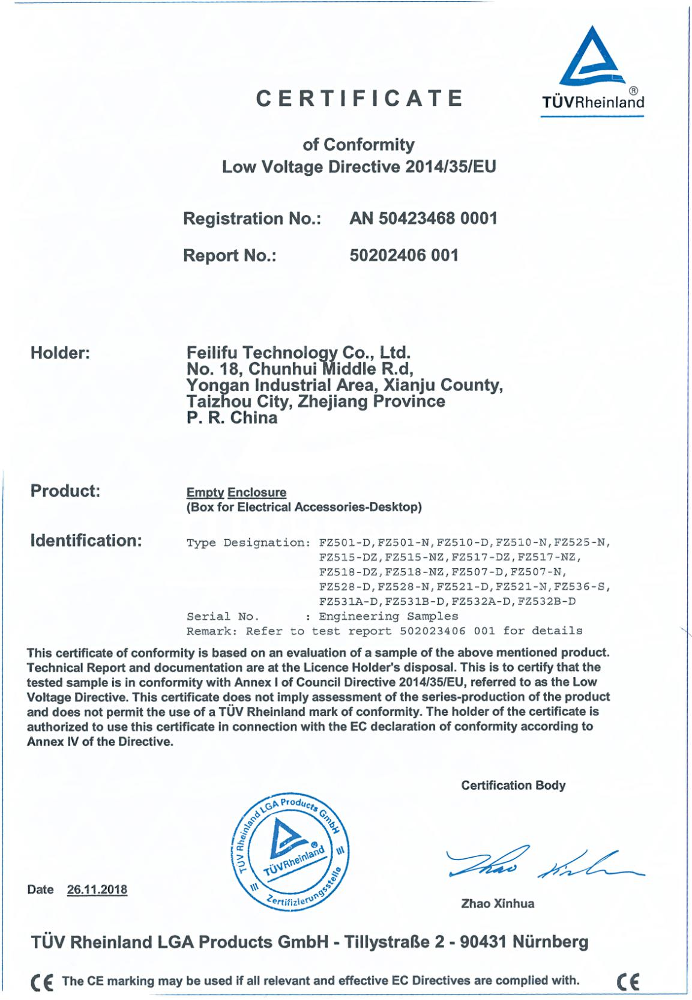 TÜVRheinland®
CERTIFICATE
of Conformity
Low Voltage Directive 2014/35/EU
Registration No.: AN 50423468 0001
Report No.: 50202406 001
Holder: Feilifu Technology Co., Ltd.
No. 18, Chunhui Middle R.d,
Yongan Industrial Area, Xianju County,
Taizhou City, Zhejiang Province
P. R. China
Product: Empty Enclosure
(Box for Electrical Accessories-Desktop)
Identification: Type Designation: FZ501-D,FZ501-N,FZ510-D,FZ510-N,FZ525-N,
FZ515-DZ,FZ515-NZ,FZ517-DZ,FZ517-NZ,
FZ518-DZ,FZ518-NZ,FZ507-D,FZ507-N,
FZ528-D,FZ528-N,FZ521-D,FZ521-N,FZ536-S,
FZ531A-D,FZ531B-D,FZ532A-D,FZ532B-D
Serial No. : Engineering Samples
Remark: Refer to test report 502023406 001 for details
This certificate of conformity is based on an evaluation of a sample of the above mentioned product.
Technical Report and documentation are at the Licence Holder's disposal. This is to certify that the
tested sample is in conformity with Annex I of Council Directive 2014/35/EU, referred to as the Low
Voltage Directive. This certificate does not imply assessment of the series-production of the product
and does not permit the use of a TÜV Rheinland mark of conformity. The holder of the certificate is
authorized to use this certificate in connection with the EC declaration of conformity according to
Annex IV of the Directive.
Certification Body
TÜV Rheinland LGA Products GmbH
TÜVRheinland®
Zertifizierungsstelle
Date 26.11.2018
Zhao Xinhua
TÜV Rheinland LGA Products GmbH - Tillystraße 2 - 90431 Nürnberg
CE The CE marking may be used if all relevant and effective EC Directives are complied with. CE